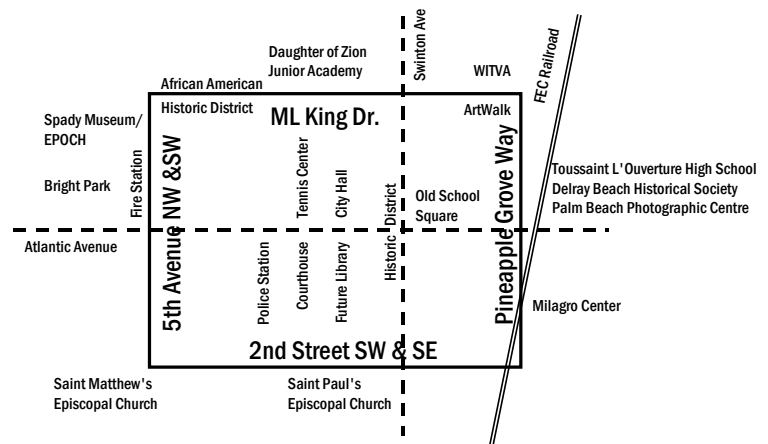 Swinton Ave
FEC Railroad
Daughter of Zion
Junior Academy
WITVA
African American
Historic District
ML King Dr.
ArtWalk
Spady Museum/
EPOCH
Bright Park
Fire Station
5th Avenue NW &SW
Tennis Center
City Hall
Historic District
Old School
Square
Pineapple Grove Way
Toussaint L'Ouverture High School
Delray Beach Historical Society
Palm Beach Photographic Centre
Atlantic Avenue
Police Station
Courthouse
Future Library
Milagro Center
2nd Street SW & SE
Saint Matthew's
Episcopal Church
Saint Paul's
Episcopal Church